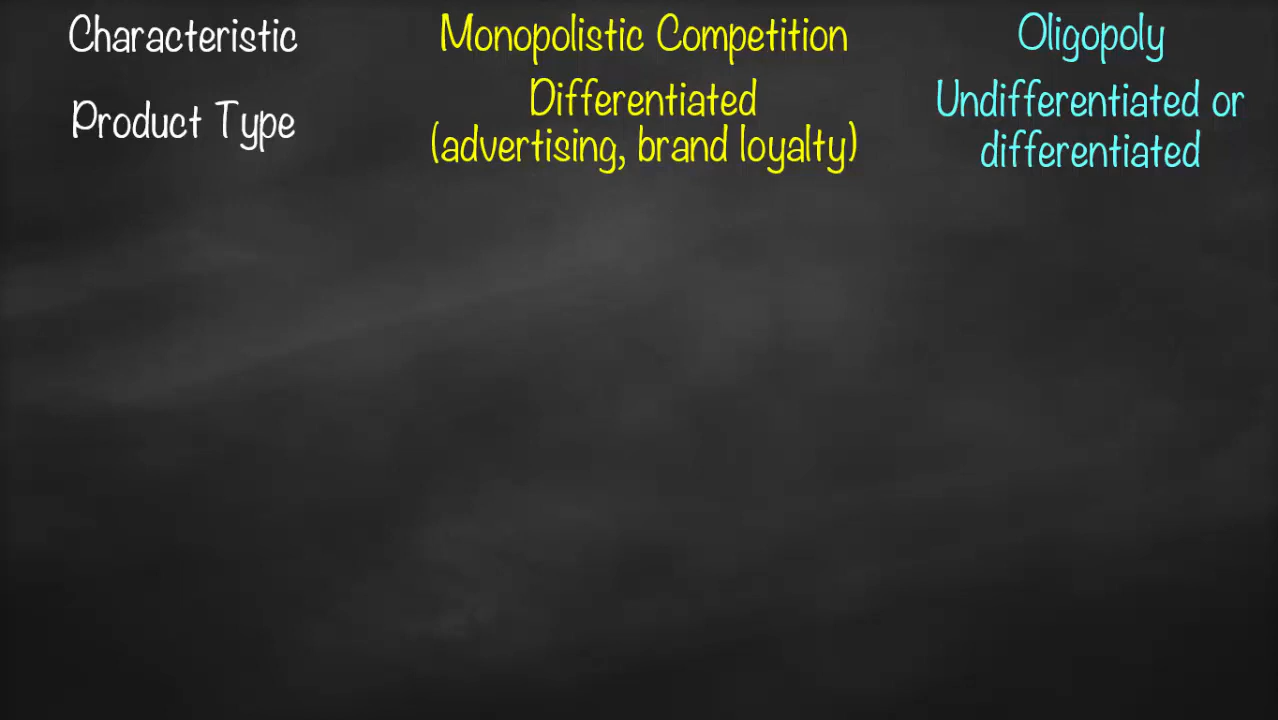 Characteristic Monopolistic Competition Oligopoly
Product Type
Differentiated
(advertising, brand loyalty)
Undifferentiated or
differentiated